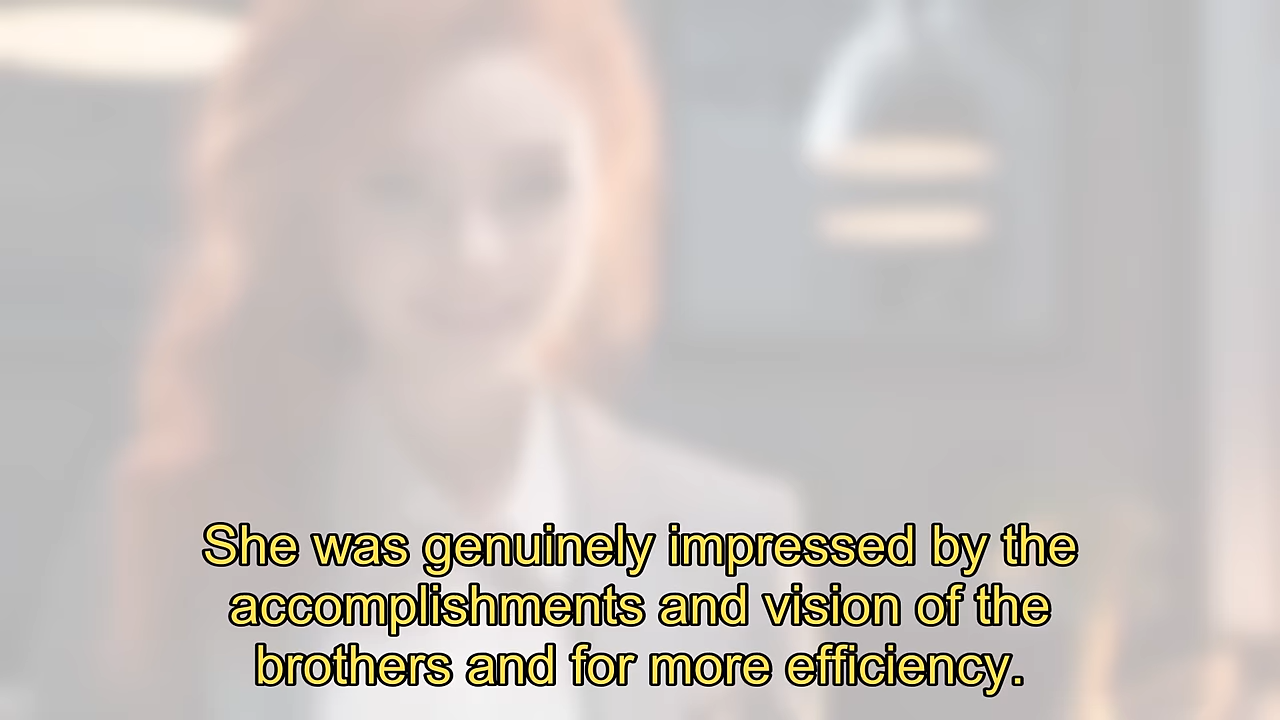 She was genuinely impressed by the
accomplishments and vision of the
brothers and for more efficiency.